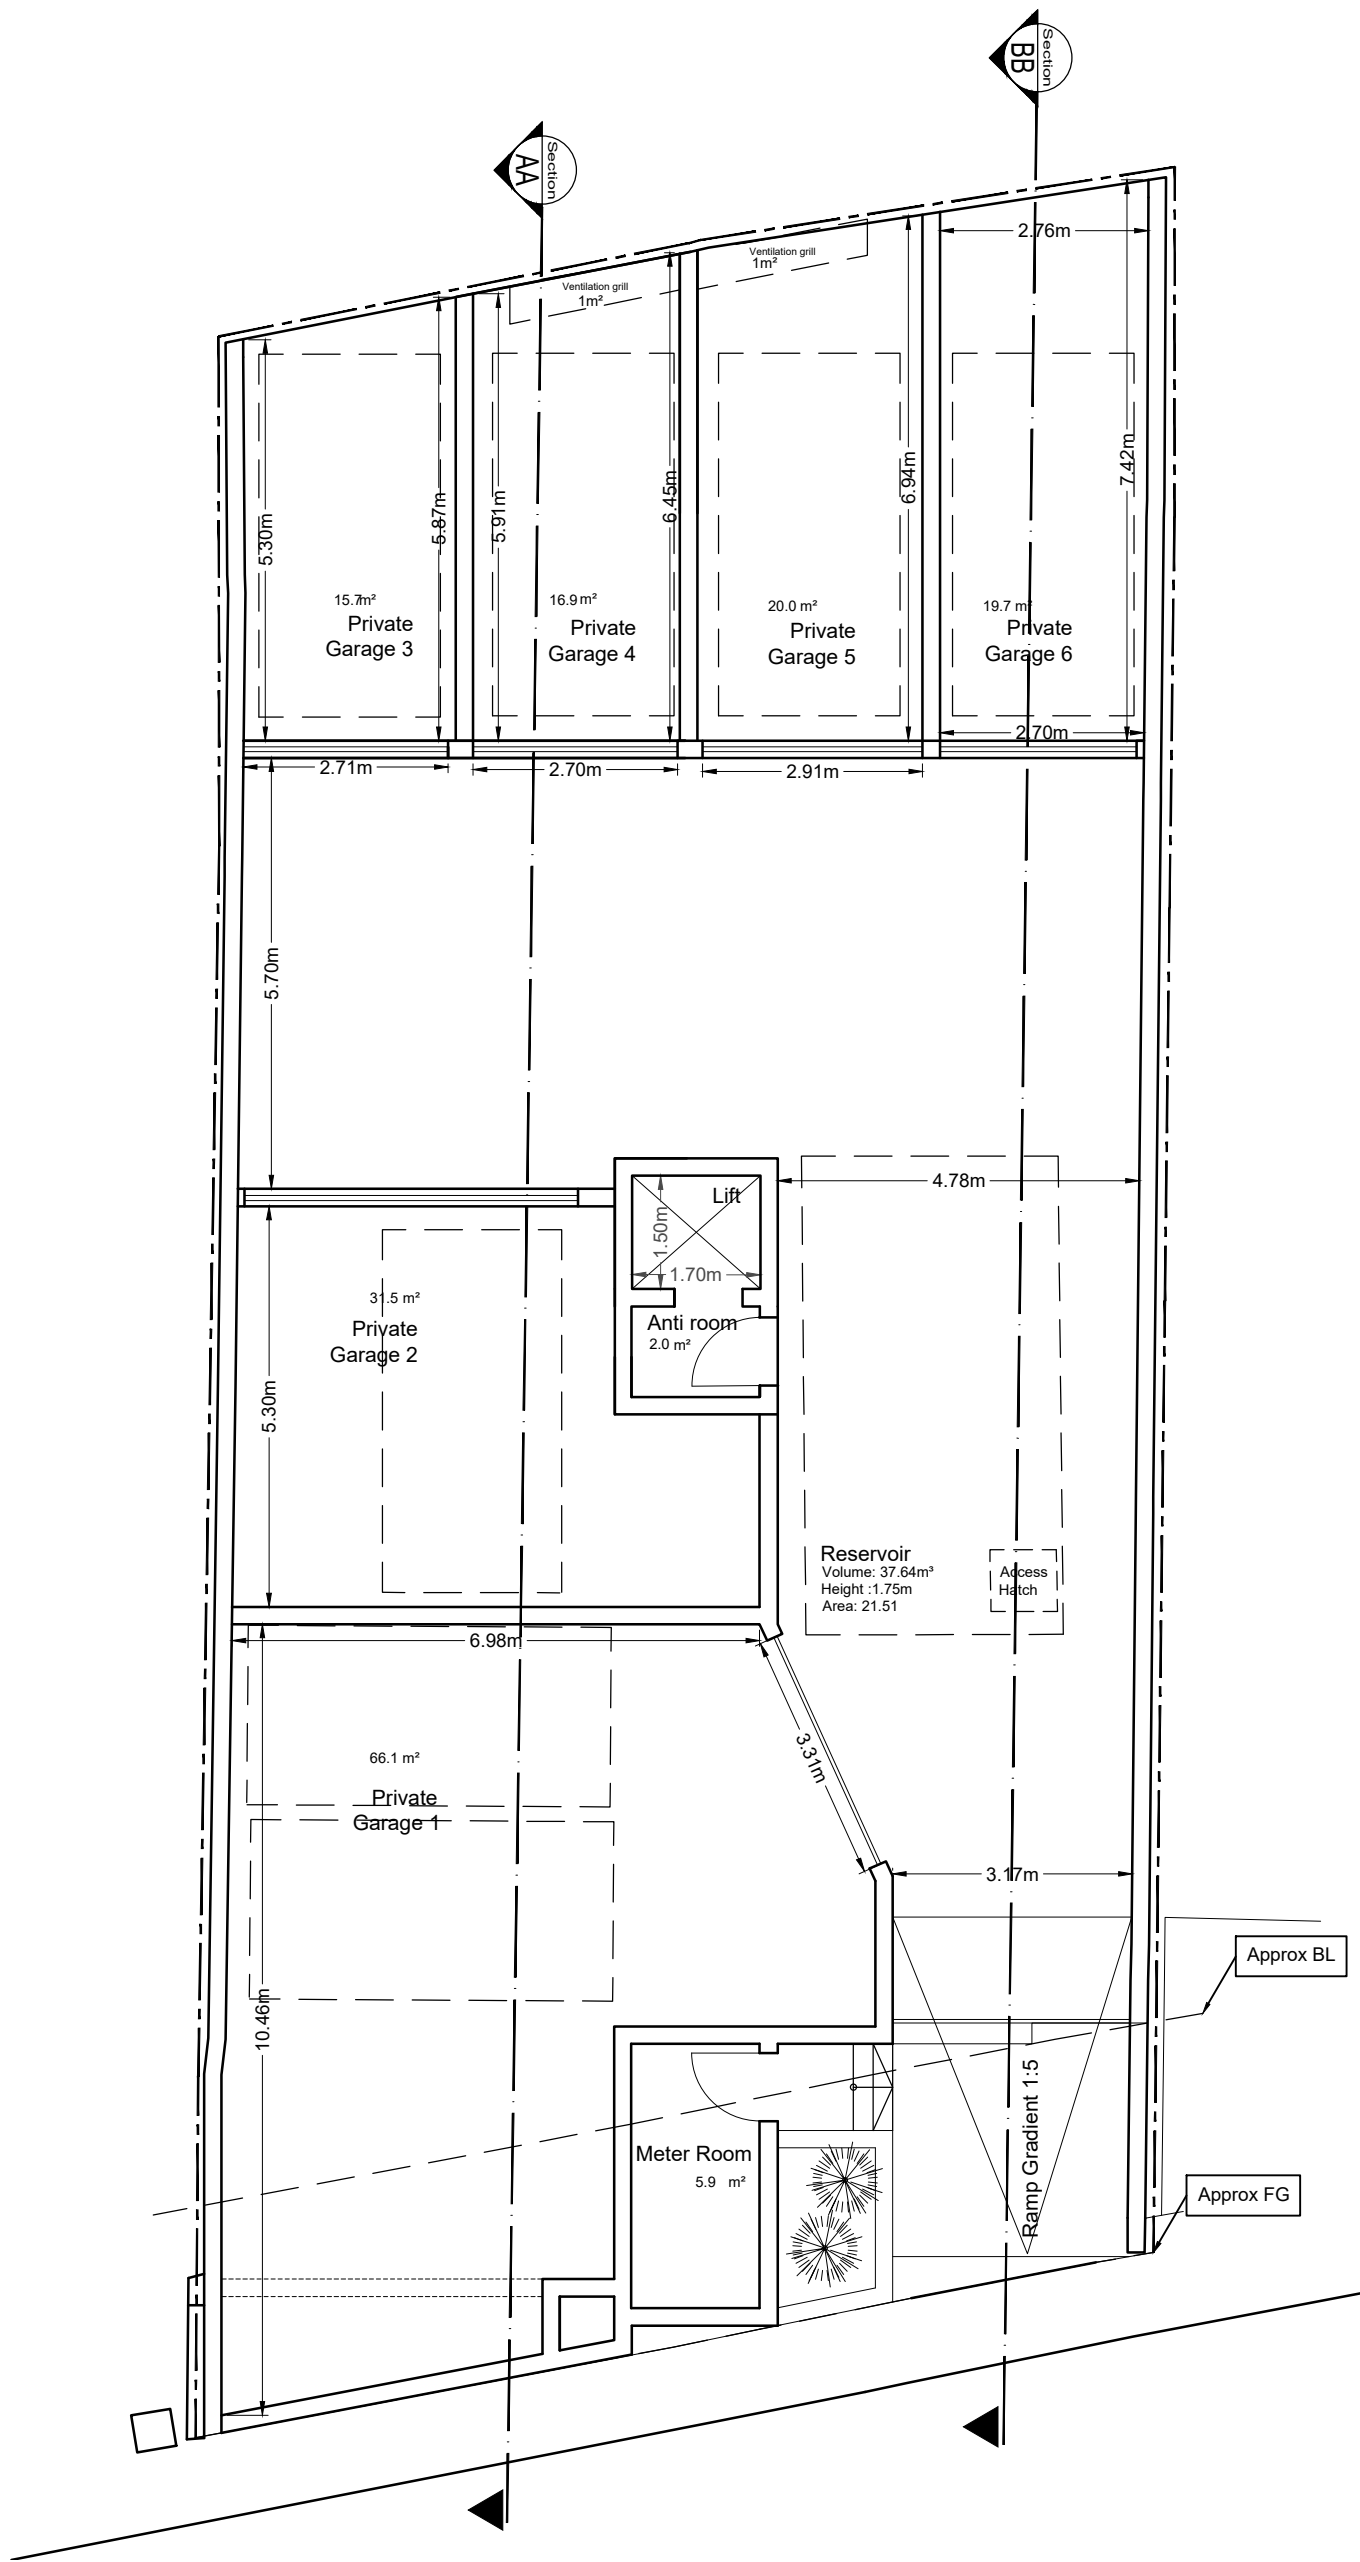 Section
BB
Section
AA
2.76m
Ventilation grill
1m²
Ventilation grill
1m²
7.42m
6.94m
6.45m
5.87m
5.91m
5.30m
15.7m²
Private
Garage 3
16.9 m²
Private
Garage 4
20.0 m²
Private
Garage 5
19.7 m²
Private
Garage 6
2.70m
2.71m
2.70m
2.91m
5.70m
4.78m
Lift
1.50m
1.70m
31.5 m²
Private
Garage 2
Anti room
2.0 m²
5.30m
Reservoir
Volume: 37.64m³
Height :1.75m
Area: 21.51
Access
Hatch
6.98m
3.31m
66.1 m²
Private
Garage 1
3.17m
Approx BL
10.46m
Ramp Gradient 1:5
Meter Room
5.9 m²
Approx FG